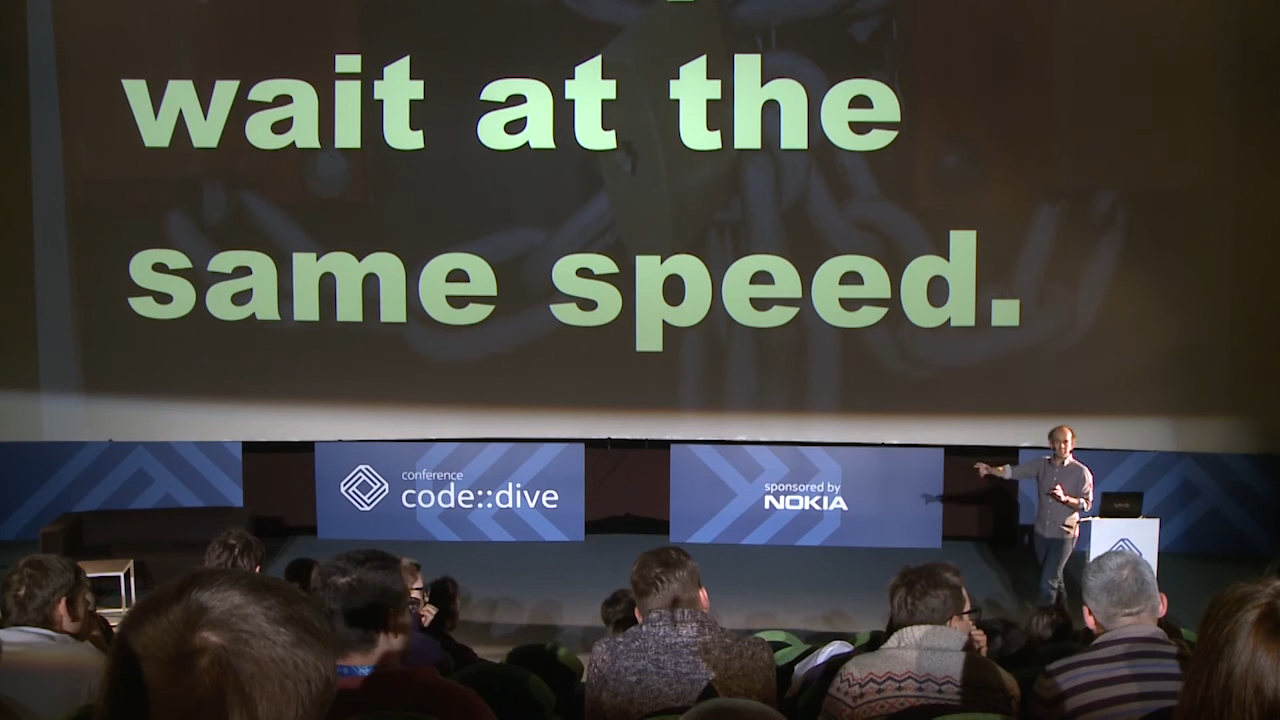 wait at the
same speed.
conference
code::dive
sponsored by
NOKIA